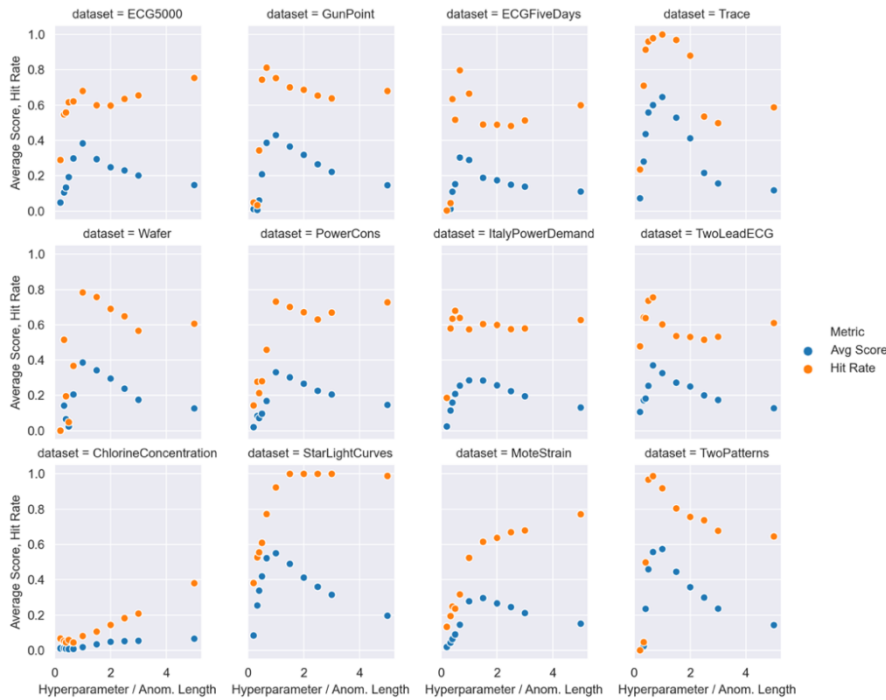 dataset = ECG5000
dataset = GunPoint
dataset = ECGFiveDays
dataset = Trace
Average Score, Hit Rate
1.0
0.8
0.6
0.4
0.2
0.0
dataset = Wafer
dataset = PowerCons
dataset = ItalyPowerDemand
dataset = TwoLeadECG
Average Score, Hit Rate
1.0
0.8
0.6
0.4
0.2
0.0
Metric
Avg Score
Hit Rate
dataset = ChlorineConcentration
dataset = StarLightCurves
dataset = MoteStrain
dataset = TwoPatterns
Average Score, Hit Rate
1.0
0.8
0.6
0.4
0.2
0.0
0 2 4
0 2 4
0 2 4
0 2 4
Hyperparameter / Anom. Length
Hyperparameter / Anom. Length
Hyperparameter / Anom. Length
Hyperparameter / Anom. Length